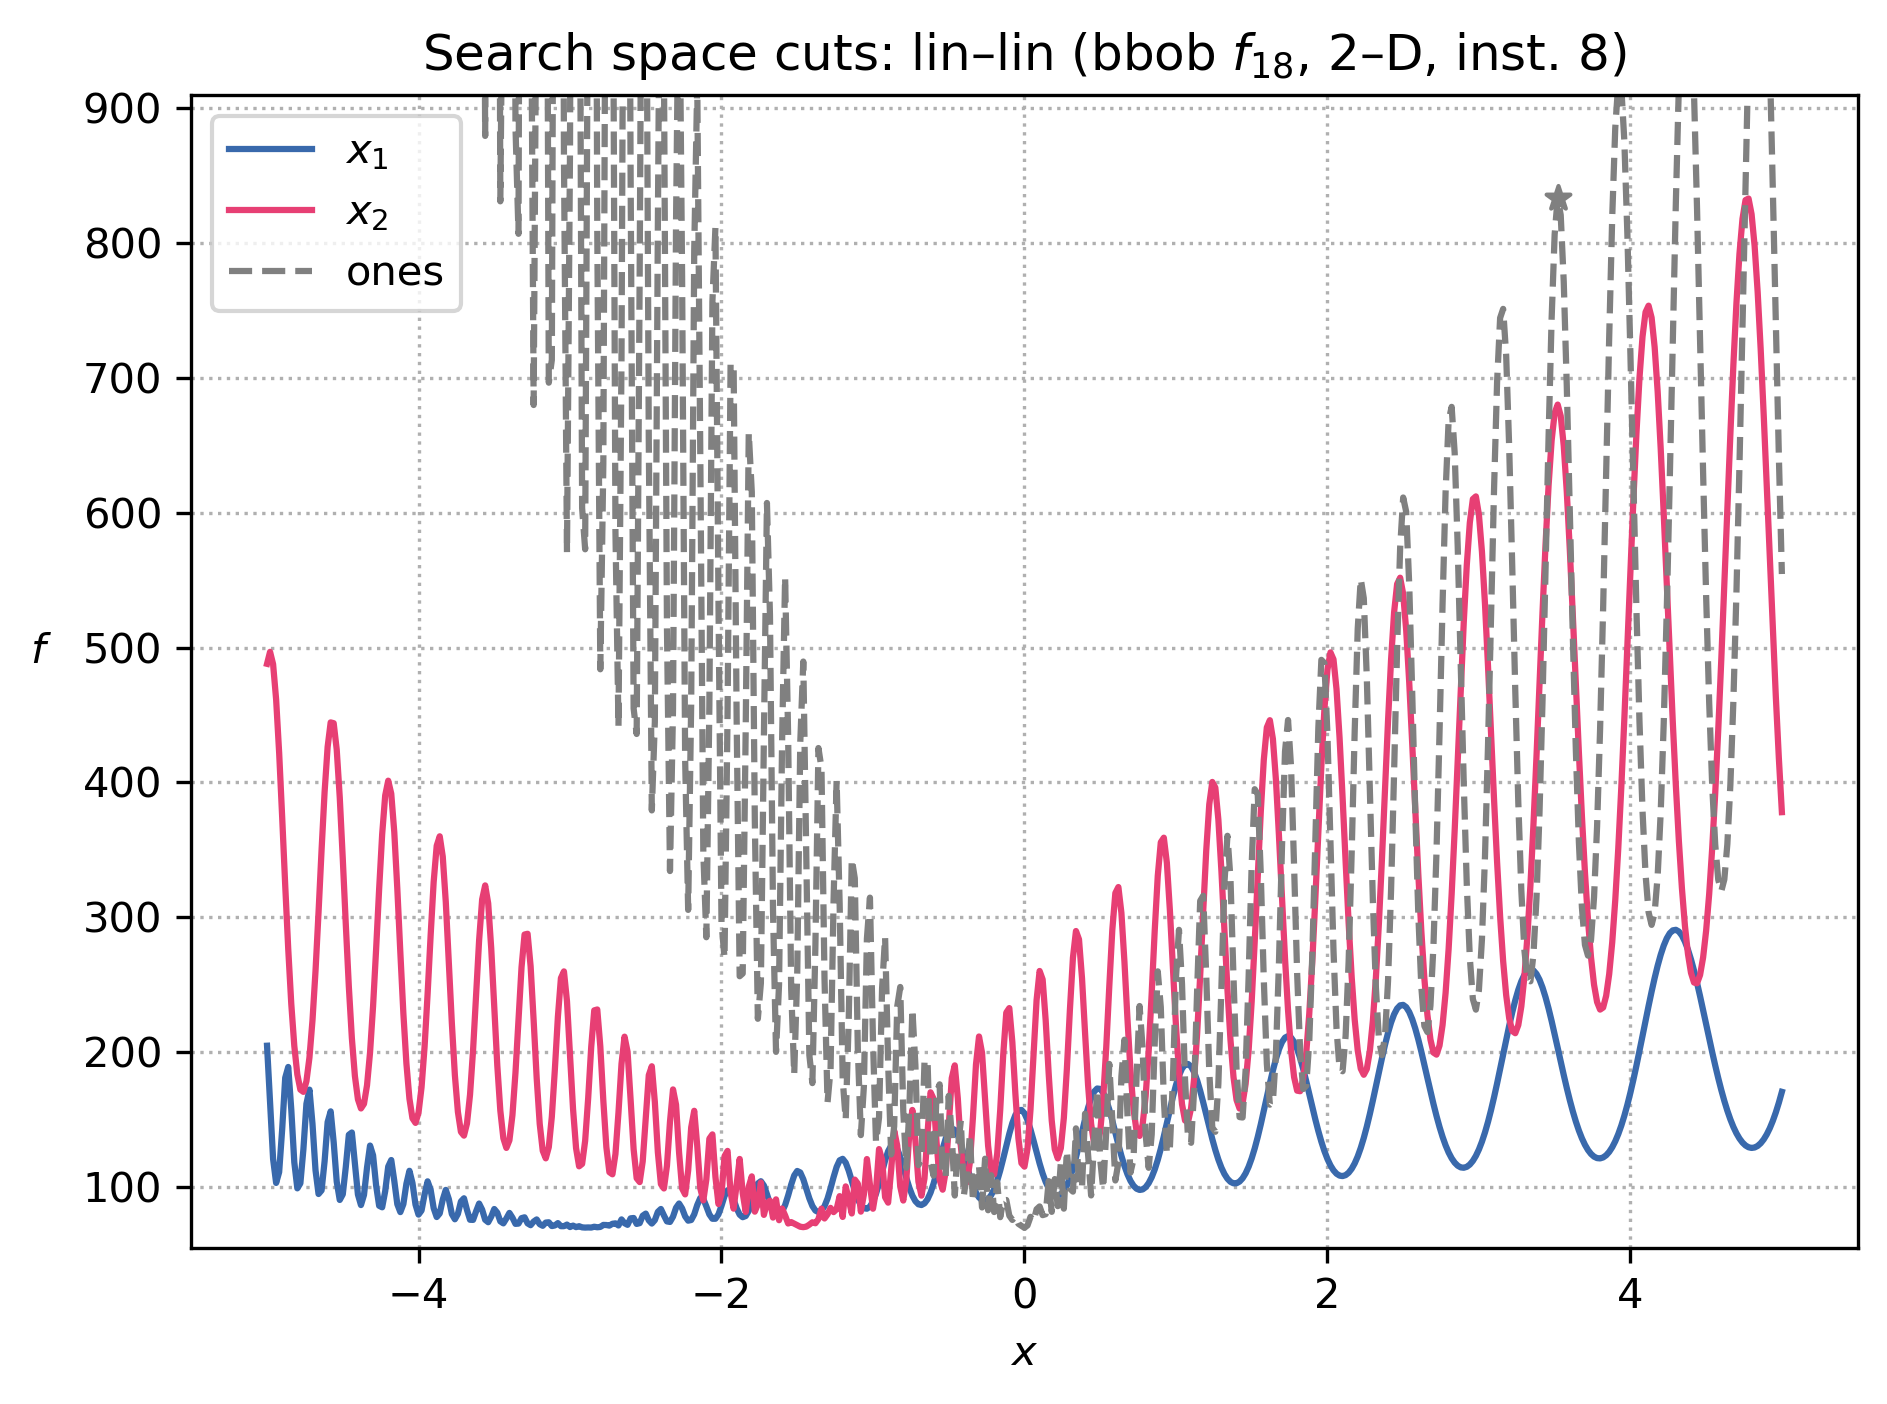 Search space cuts: lin–lin (bbob f₁₈, 2–D, inst. 8)
900
800
700
600
500
400
300
200
100
f
x₁
x₂
ones
−4
−2
0
2
4
x